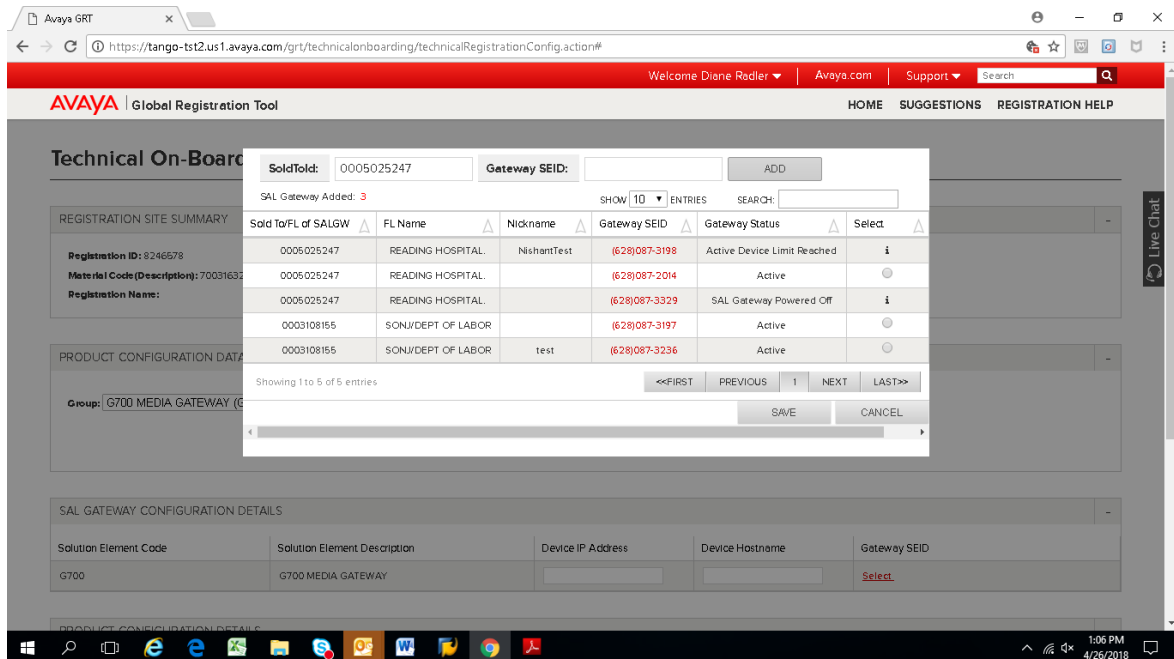 Avaya GRT
https://tango-tst2.us1.avaya.com/grt/technicalonboarding/technicalRegistrationConfig.action#
Welcome Diane Radler Avaya.com Support Search
AVAYA Global Registration Tool
HOME SUGGESTIONS REGISTRATION HELP
Technical On-Board
SoldToId: 0005025247 Gateway SEID: ADD
SAL Gateway Added: 3 SHOW 10 ENTRIES SEARCH:
REGISTRATION SITE SUMMARY -
Sold To/FL of SALGW FL Name Nickname Gateway SEID Gateway Status Select
0005025247 READING HOSPITAL. NishantTest (628)087-3198 Active Device Limit Reached i
Registration ID: 8246578
0005025247 READING HOSPITAL. (628)087-2014 Active
Material Code(Description): 70031632
Registration Name:
0005025247 READING HOSPITAL. (628)087-3329 SAL Gateway Powered Off i
0003108155 SONJ/DEPT OF LABOR (628)087-3197 Active
0003108155 SONJ/DEPT OF LABOR test (628)087-3236 Active
PRODUCT CONFIGURATION DATA -
Showing 1 to 5 of 5 entries <<FIRST PREVIOUS 1 NEXT LAST>>
Group: G700 MEDIA GATEWAY (G
SAVE CANCEL
Live Chat
SAL GATEWAY CONFIGURATION DETAILS -
Solution Element Code Solution Element Description Device IP Address Device Hostname Gateway SEID
G700 G700 MEDIA GATEWAY Select
PRODUCT CONFIGURATION DETAILS
1:06 PM
4/26/2018